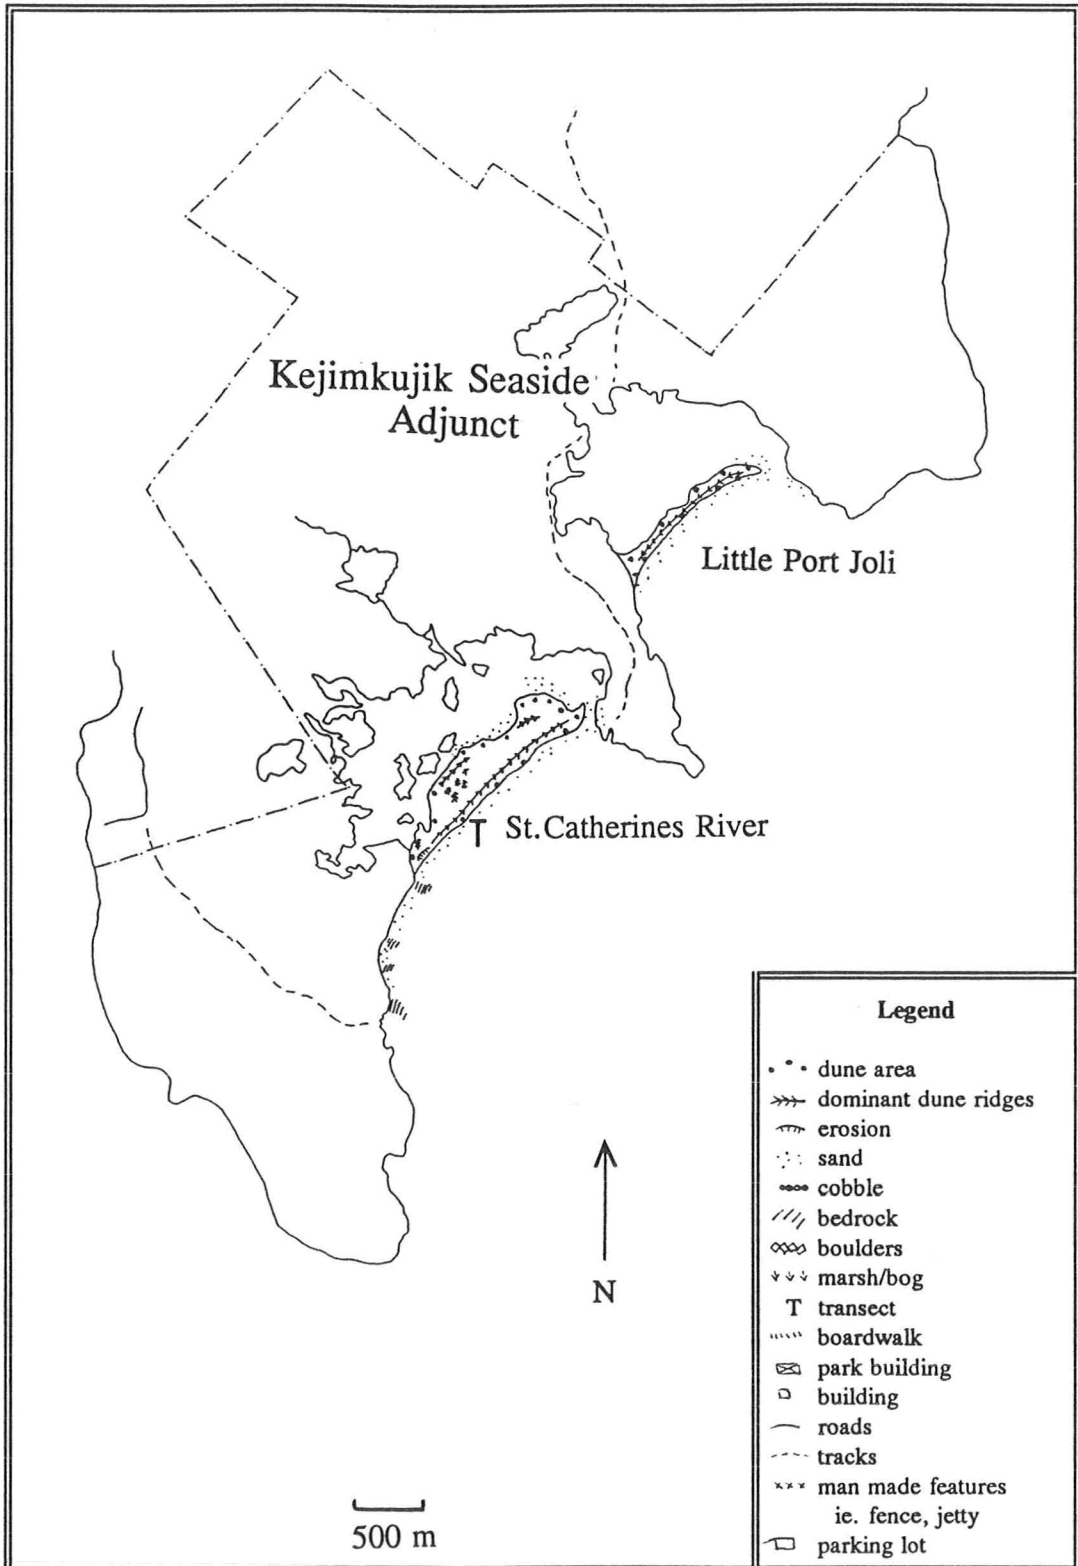 Kejimkujik Seaside
Adjunct
Little Port Joli
T St.Catherines River
N
500 m
Legend
dune area
dominant dune ridges
erosion
sand
cobble
bedrock
boulders
marsh/bog
T transect
boardwalk
park building
building
roads
tracks
man made features
ie. fence, jetty
parking lot